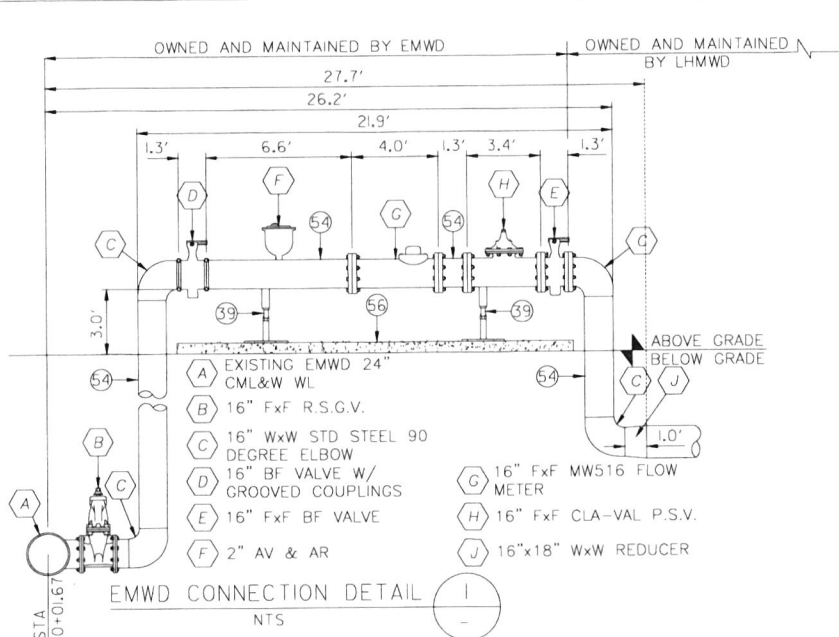 OWNED AND MAINTAINED BY EMWD
OWNED AND MAINTAINED
BY LHMWD
27.7'
26.2'
21.9'
1.3'
6.6'
4.0'
1.3'
3.4'
1.3'
D
F
G
H
E
C
54
54
C
3.0'
39
56
39
ABOVE GRADE
BELOW GRADE
54
54
C
J
1.0'
A EXISTING EMWD 24"
CML&W WL
B 16" FxF R.S.G.V.
C 16" WxW STD STEEL 90
DEGREE ELBOW
D 16" BF VALVE W/
GROOVED COUPLINGS
E 16" FxF BF VALVE
F 2" AV & AR
G 16" FxF MW516 FLOW
METER
H 16" FxF CLA-VAL P.S.V.
J 16"x18" WxW REDUCER
B
A
C
STA
0+01.67
EMWD CONNECTION DETAIL
NTS
1
-